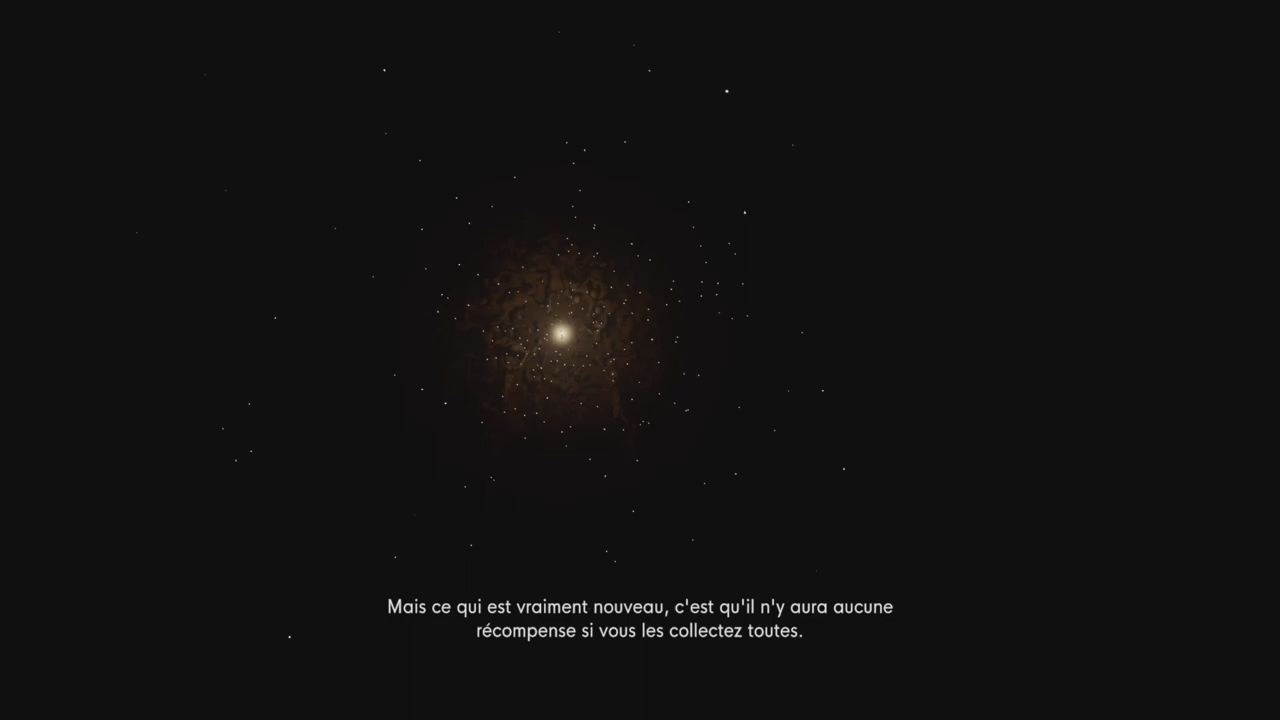 Mais ce qui est vraiment nouveau, c'est qu'il n'y aura aucune
récompense si vous les collectez toutes.